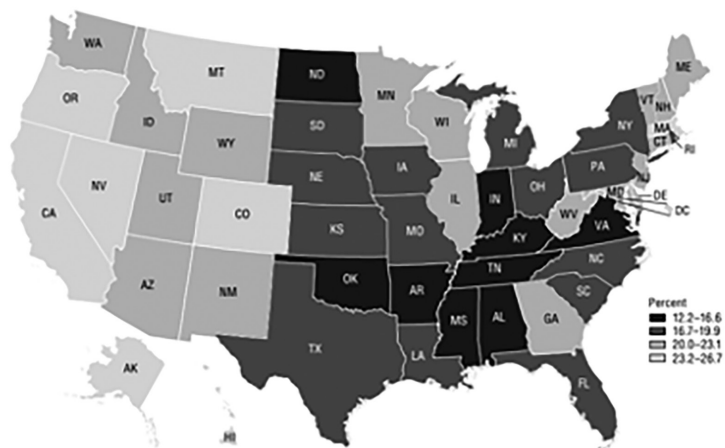 WA
MT
ND
OR
ID
MN
ME
VT
NH
WI
SD
WY
MI
NY
MA
CT
RI
NE
IA
PA
NJ
NV
UT
CO
IL
IN
OH
MD
DE
DC
WV
VA
CA
KS
MO
KY
NC
AZ
NM
OK
AR
TN
SC
MS
AL
GA
TX
LA
FL
AK
HI
Percent
12.2–16.6
16.7–19.9
20.0–23.1
23.2–26.7